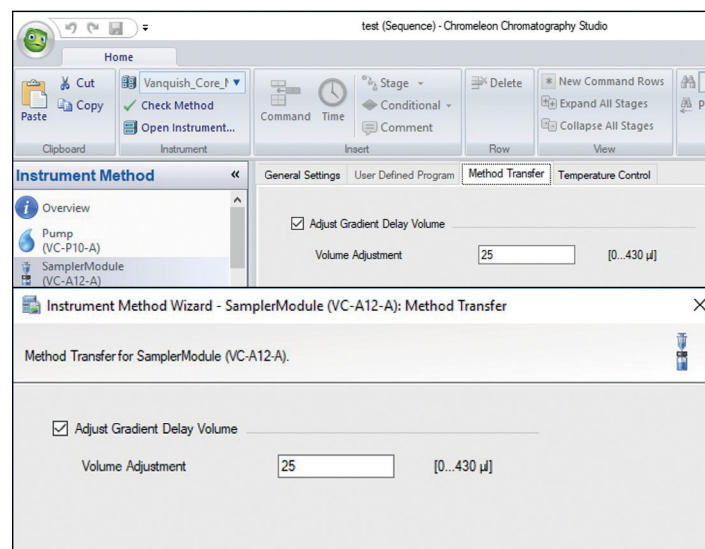 test (Sequence) - Chromeleon Chromatography Studio
Home
Cut
Copy
Paste
Clipboard
Vanquish_Core_
Check Method
Open Instrument...
Instrument
Command
Time
Stage
Conditional
Comment
Insert
Delete
Row
New Command Rows
Expand All Stages
Collapse All Stages
View
P
Instrument Method «
General Settings User Defined Program Method Transfer Temperature Control
Overview
Pump
(VC-P10-A)
SamplerModule
(VC-A12-A)
Adjust Gradient Delay Volume
Volume Adjustment 25 [0...430 µl]
Instrument Method Wizard - SamplerModule (VC-A12-A): Method Transfer
Method Transfer for SamplerModule (VC-A12-A).
Adjust Gradient Delay Volume
Volume Adjustment 25 [0...430 µl]